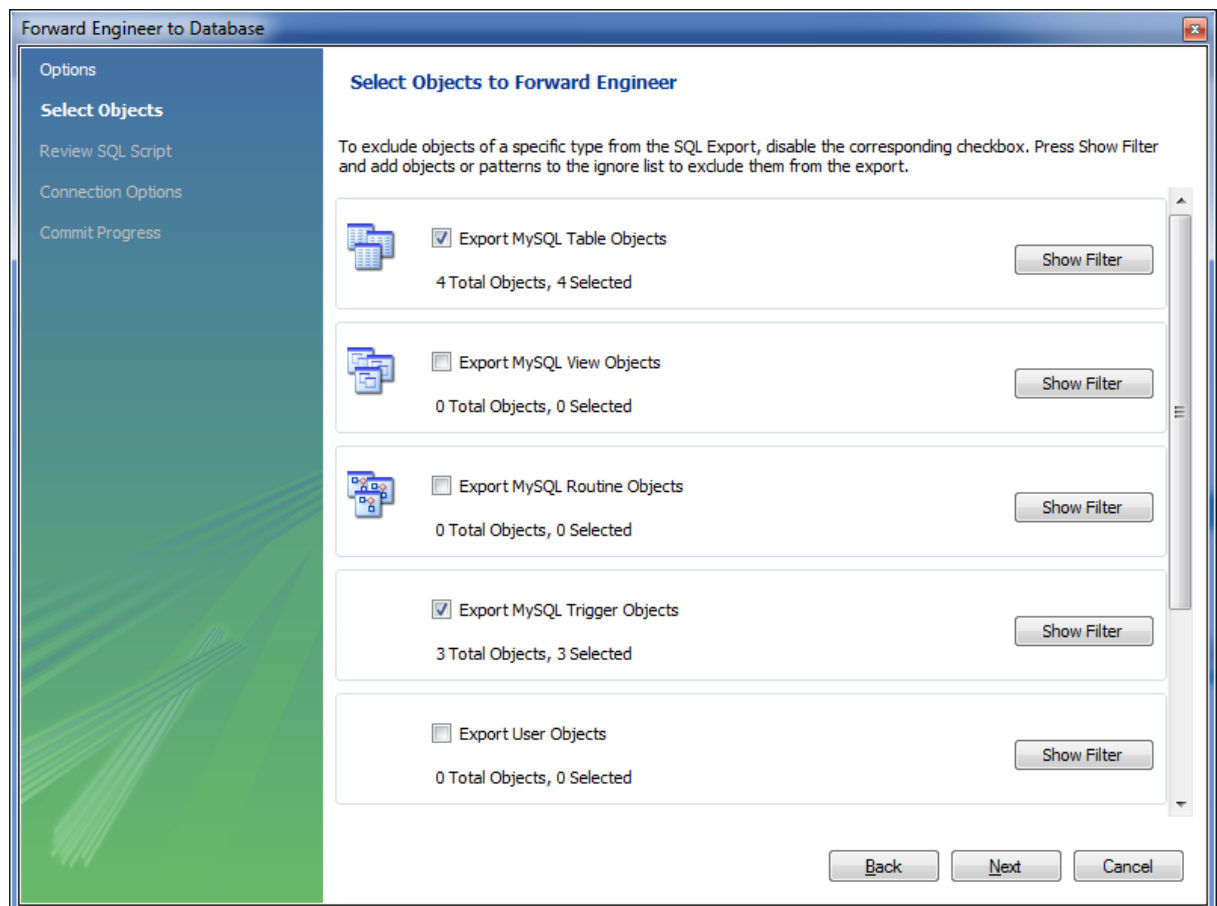 Forward Engineer to Database
Options
Select Objects
Review SQL Script
Connection Options
Commit Progress
Select Objects to Forward Engineer
To exclude objects of a specific type from the SQL Export, disable the corresponding checkbox. Press Show Filter
and add objects or patterns to the ignore list to exclude them from the export.
Export MySQL Table Objects
Show Filter
4 Total Objects, 4 Selected
Export MySQL View Objects
Show Filter
0 Total Objects, 0 Selected
Export MySQL Routine Objects
Show Filter
0 Total Objects, 0 Selected
Export MySQL Trigger Objects
Show Filter
3 Total Objects, 3 Selected
Export User Objects
Show Filter
0 Total Objects, 0 Selected
Back
Next
Cancel